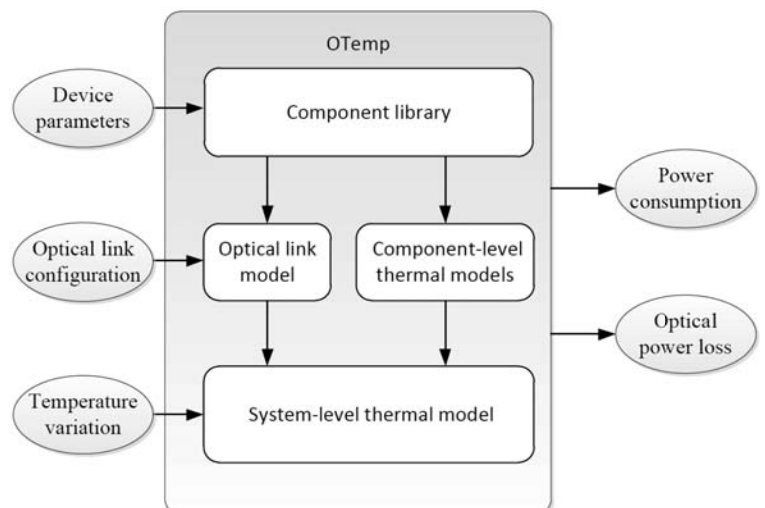 OTemp
Device
parameters
Component library
Power
consumption
Optical link
configuration
Optical link
model
Component-level
thermal models
Optical
power loss
Temperature
variation
System-level thermal model